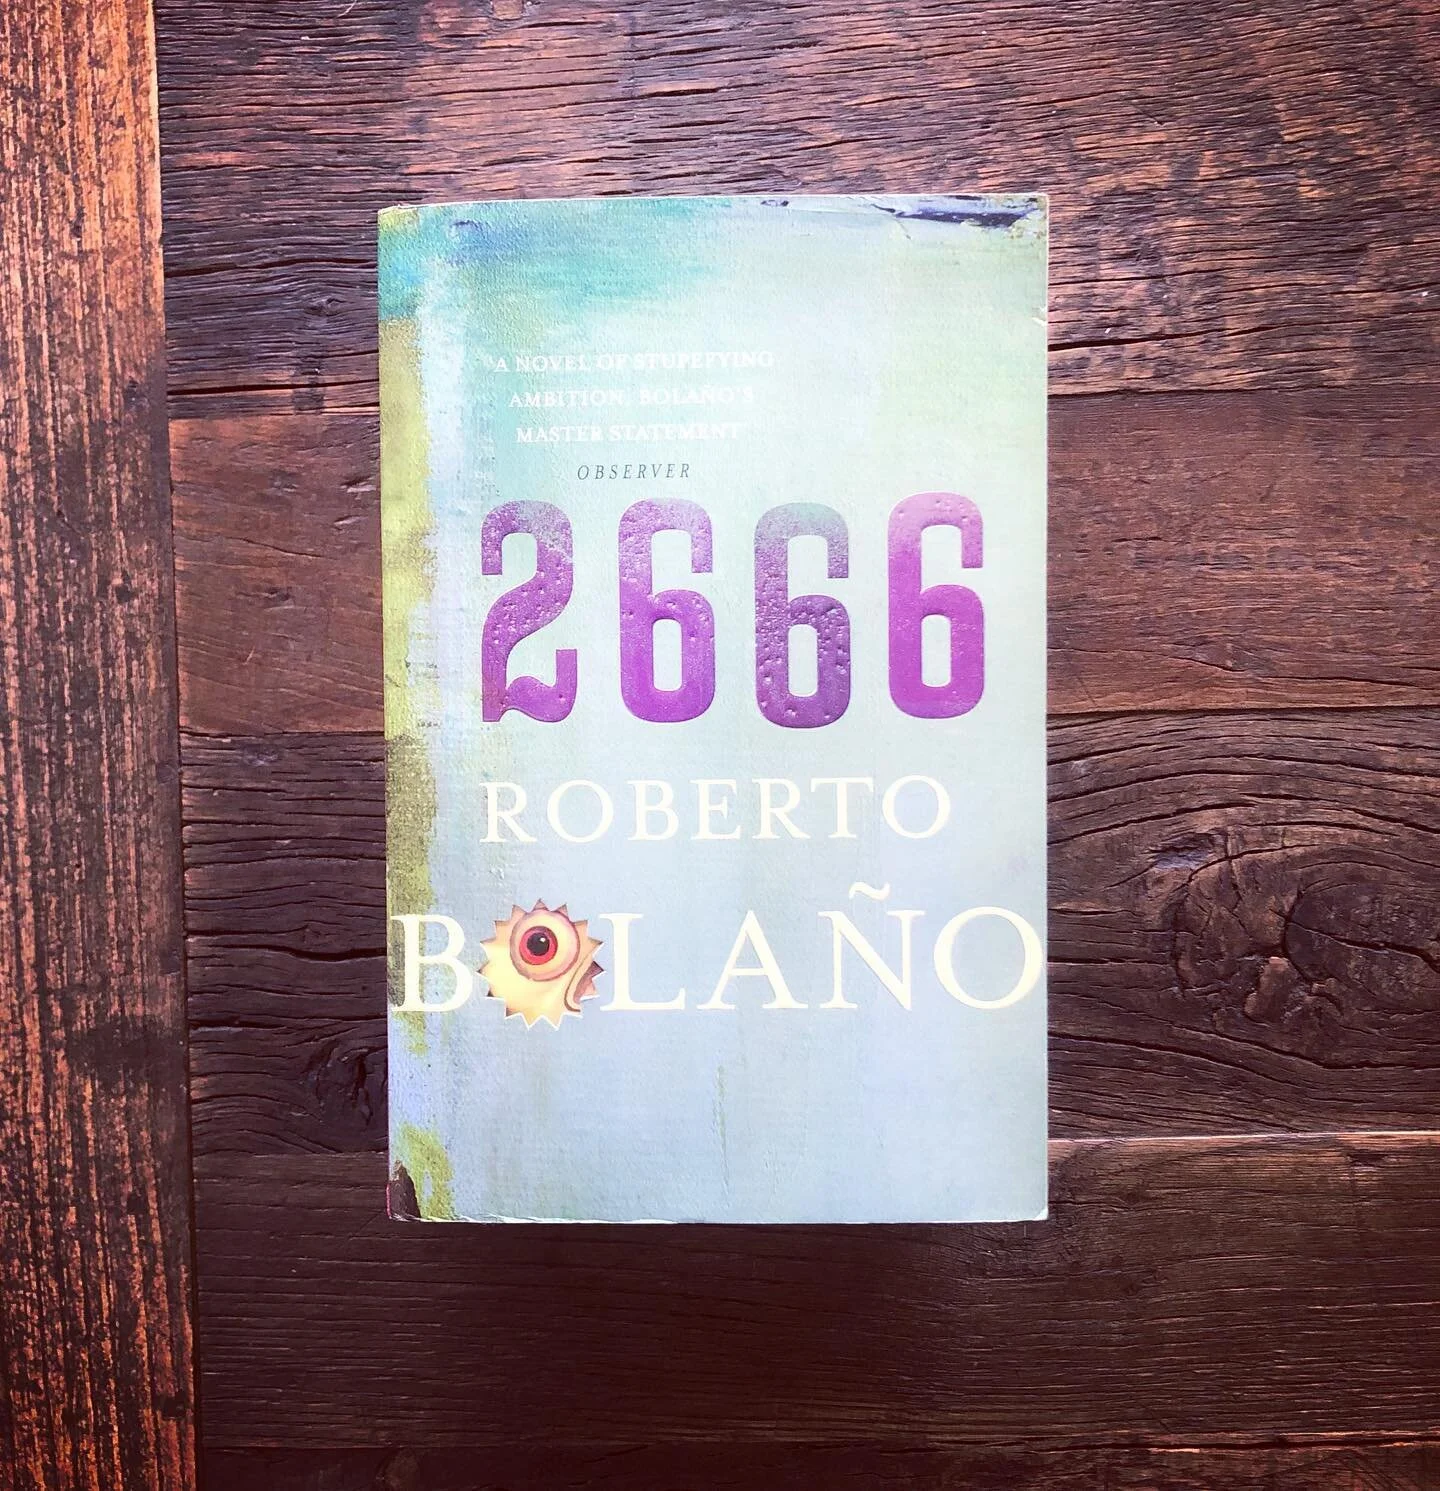 "A NOVEL OF STUPEFYING
AMBITION, BOLAÑO'S
MASTER STATEMENT"
OBSERVER
2666
ROBERTO
BOLAÑO